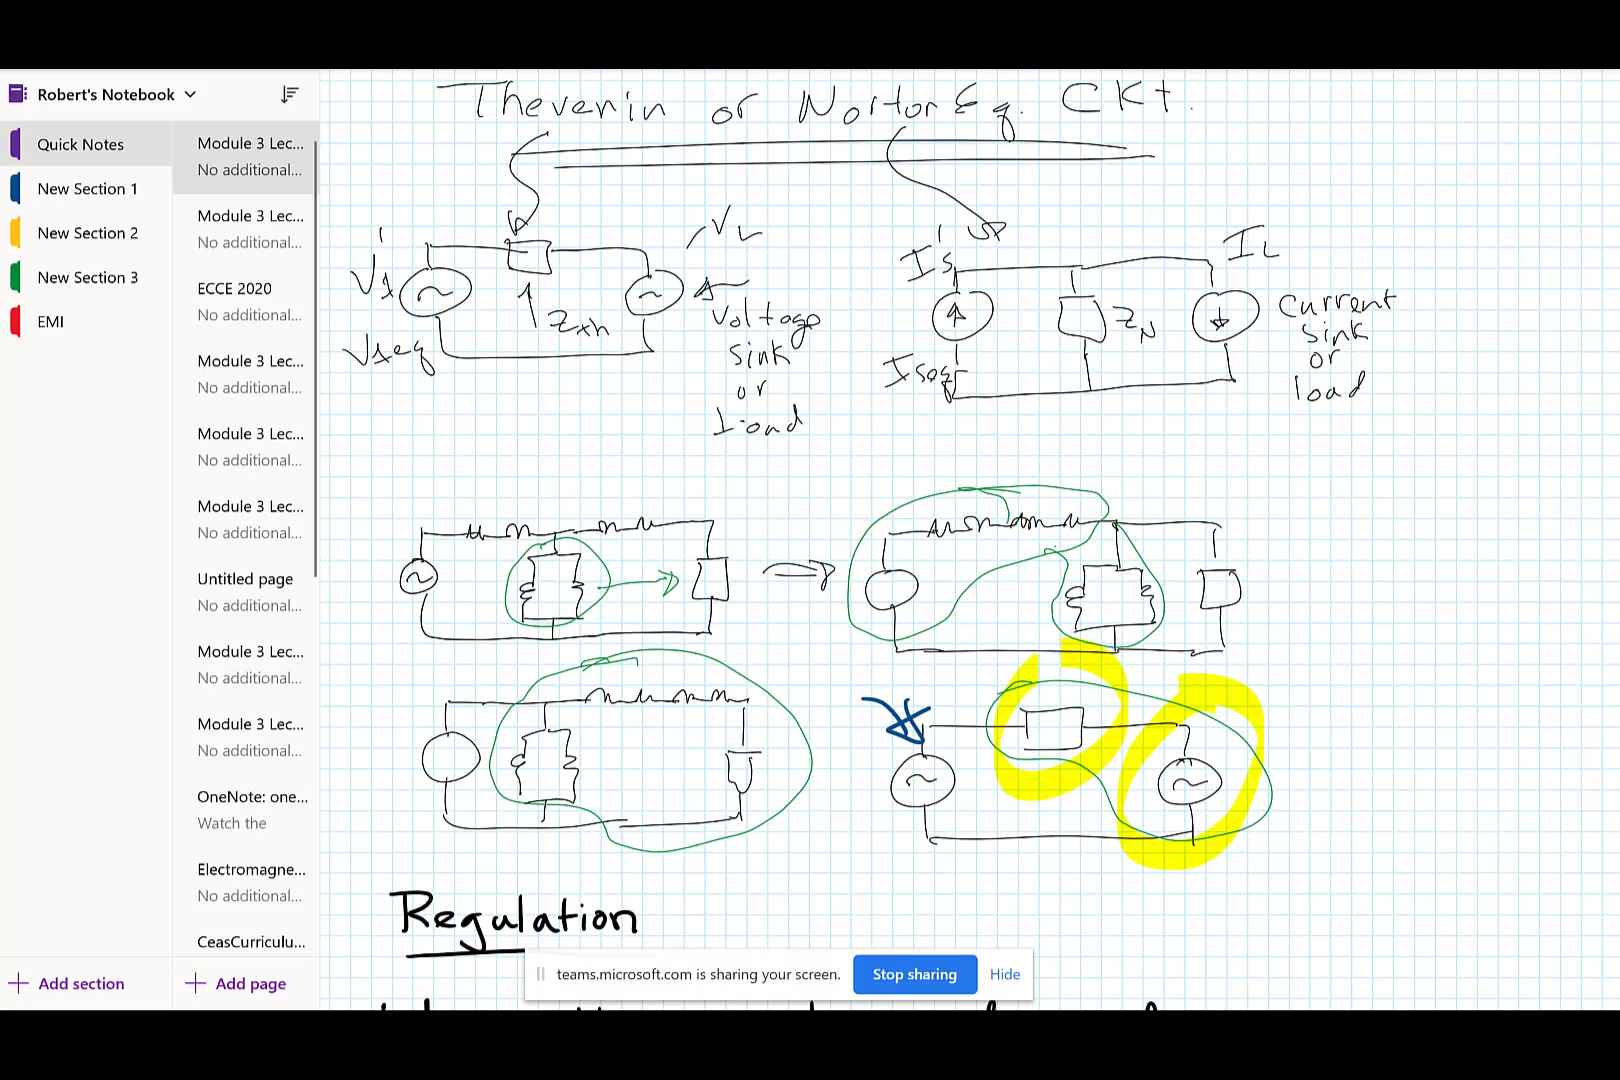 Robert's Notebook
Quick Notes
New Section 1
New Section 2
New Section 3
EMI
Add section
Module 3 Lec...
No additional...
Module 3 Lec...
No additional...
ECCE 2020
No additional...
Module 3 Lec...
No additional...
Module 3 Lec...
No additional...
Module 3 Lec...
No additional...
Untitled page
No additional...
Module 3 Lec...
No additional...
Module 3 Lec...
No additional...
OneNote: one...
Watch the
Electromagne...
No additional...
CeasCurriculu...
Add page
Thevenin or Norton Eq. CKt.
Vs
Vseq
Zth
VL
Voltage
sink
or
Load
Is
Iseq
ZN
IL
Current
sink
or
load
Regulation
teams.microsoft.com is sharing your screen.
Stop sharing
Hide